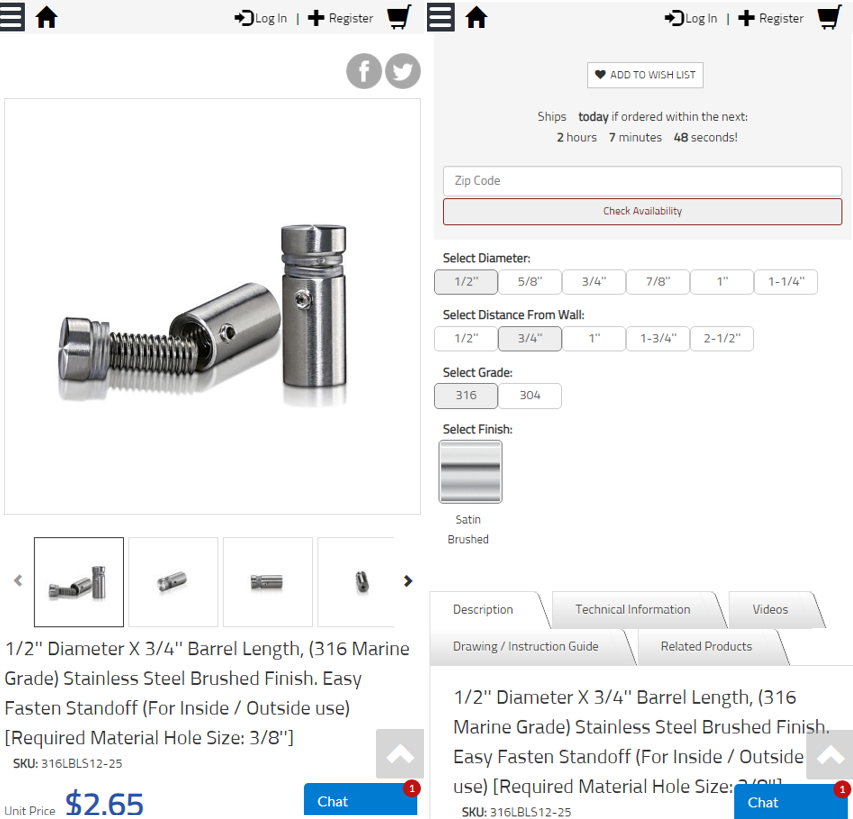 Log In | Register
1/2" Diameter X 3/4" Barrel Length, (316 Marine
Grade) Stainless Steel Brushed Finish. Easy
Fasten Standoff (For Inside / Outside use)
[Required Material Hole Size: 3/8"]
SKU: 316LBLS12-25
Unit Price $2.65
Chat
1
Log In | Register
ADD TO WISH LIST
Ships today if ordered within the next:
2 hours 7 minutes 48 seconds!
Zip Code
Check Availability
Select Diameter:
1/2" 5/8" 3/4" 7/8" 1" 1-1/4"
Select Distance From Wall:
1/2" 3/4" 1" 1-3/4" 2-1/2"
Select Grade:
316 304
Select Finish:
Satin
Brushed
Description Technical Information Videos
Drawing / Instruction Guide Related Products
1/2" Diameter X 3/4" Barrel Length, (316
Marine Grade) Stainless Steel Brushed Finish.
Easy Fasten Standoff (For Inside / Outside
use) [Required Material Hole Size: 3/8"]
SKU: 316LBLS12-25
Chat
1